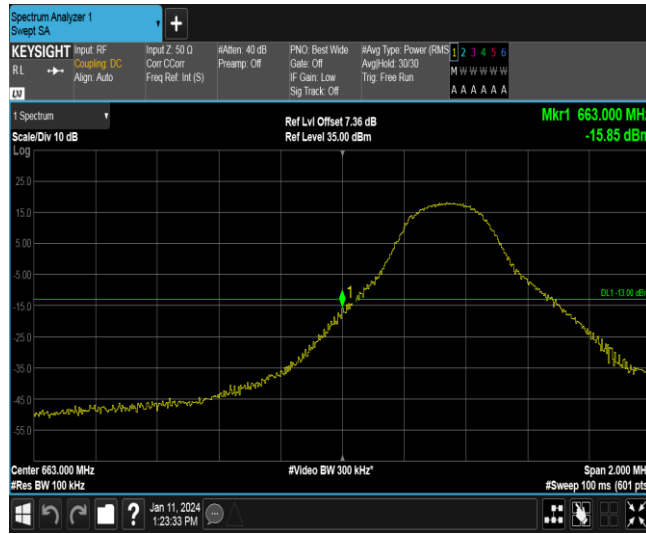 Spectrum Analyzer 1
Swept SA
+
KEYSIGHT
RL
LXI
Input: RF
Coupling: DC
Align: Auto
Input Z: 50 Ω
Corr CCorr
Freq Ref: Int (S)
#Atten: 40 dB
Preamp: Off
PNO: Best Wide
Gate: Off
IF Gain: Low
Sig Track: Off
#Avg Type: Power (RMS
Avg|Hold: 30/30
Trig: Free Run
1 2 3 4 5 6
M W W W W W
A A A A A A
1 Spectrum
Scale/Div 10 dB
Log
Ref Lvl Offset 7.36 dB
Ref Level 35.00 dBm
Mkr1 663.000 MHz
-15.85 dBm
25.0
15.0
5.00
-5.00
-15.0
-25.0
-35.0
-45.0
-55.0
1
DL1 -13.00 dBm
Center 663.000 MHz
#Res BW 100 kHz
#Video BW 300 kHz*
Span 2.000 MH
#Sweep 100 ms (601 pts
?
Jan 11, 2024
1:23:33 PM